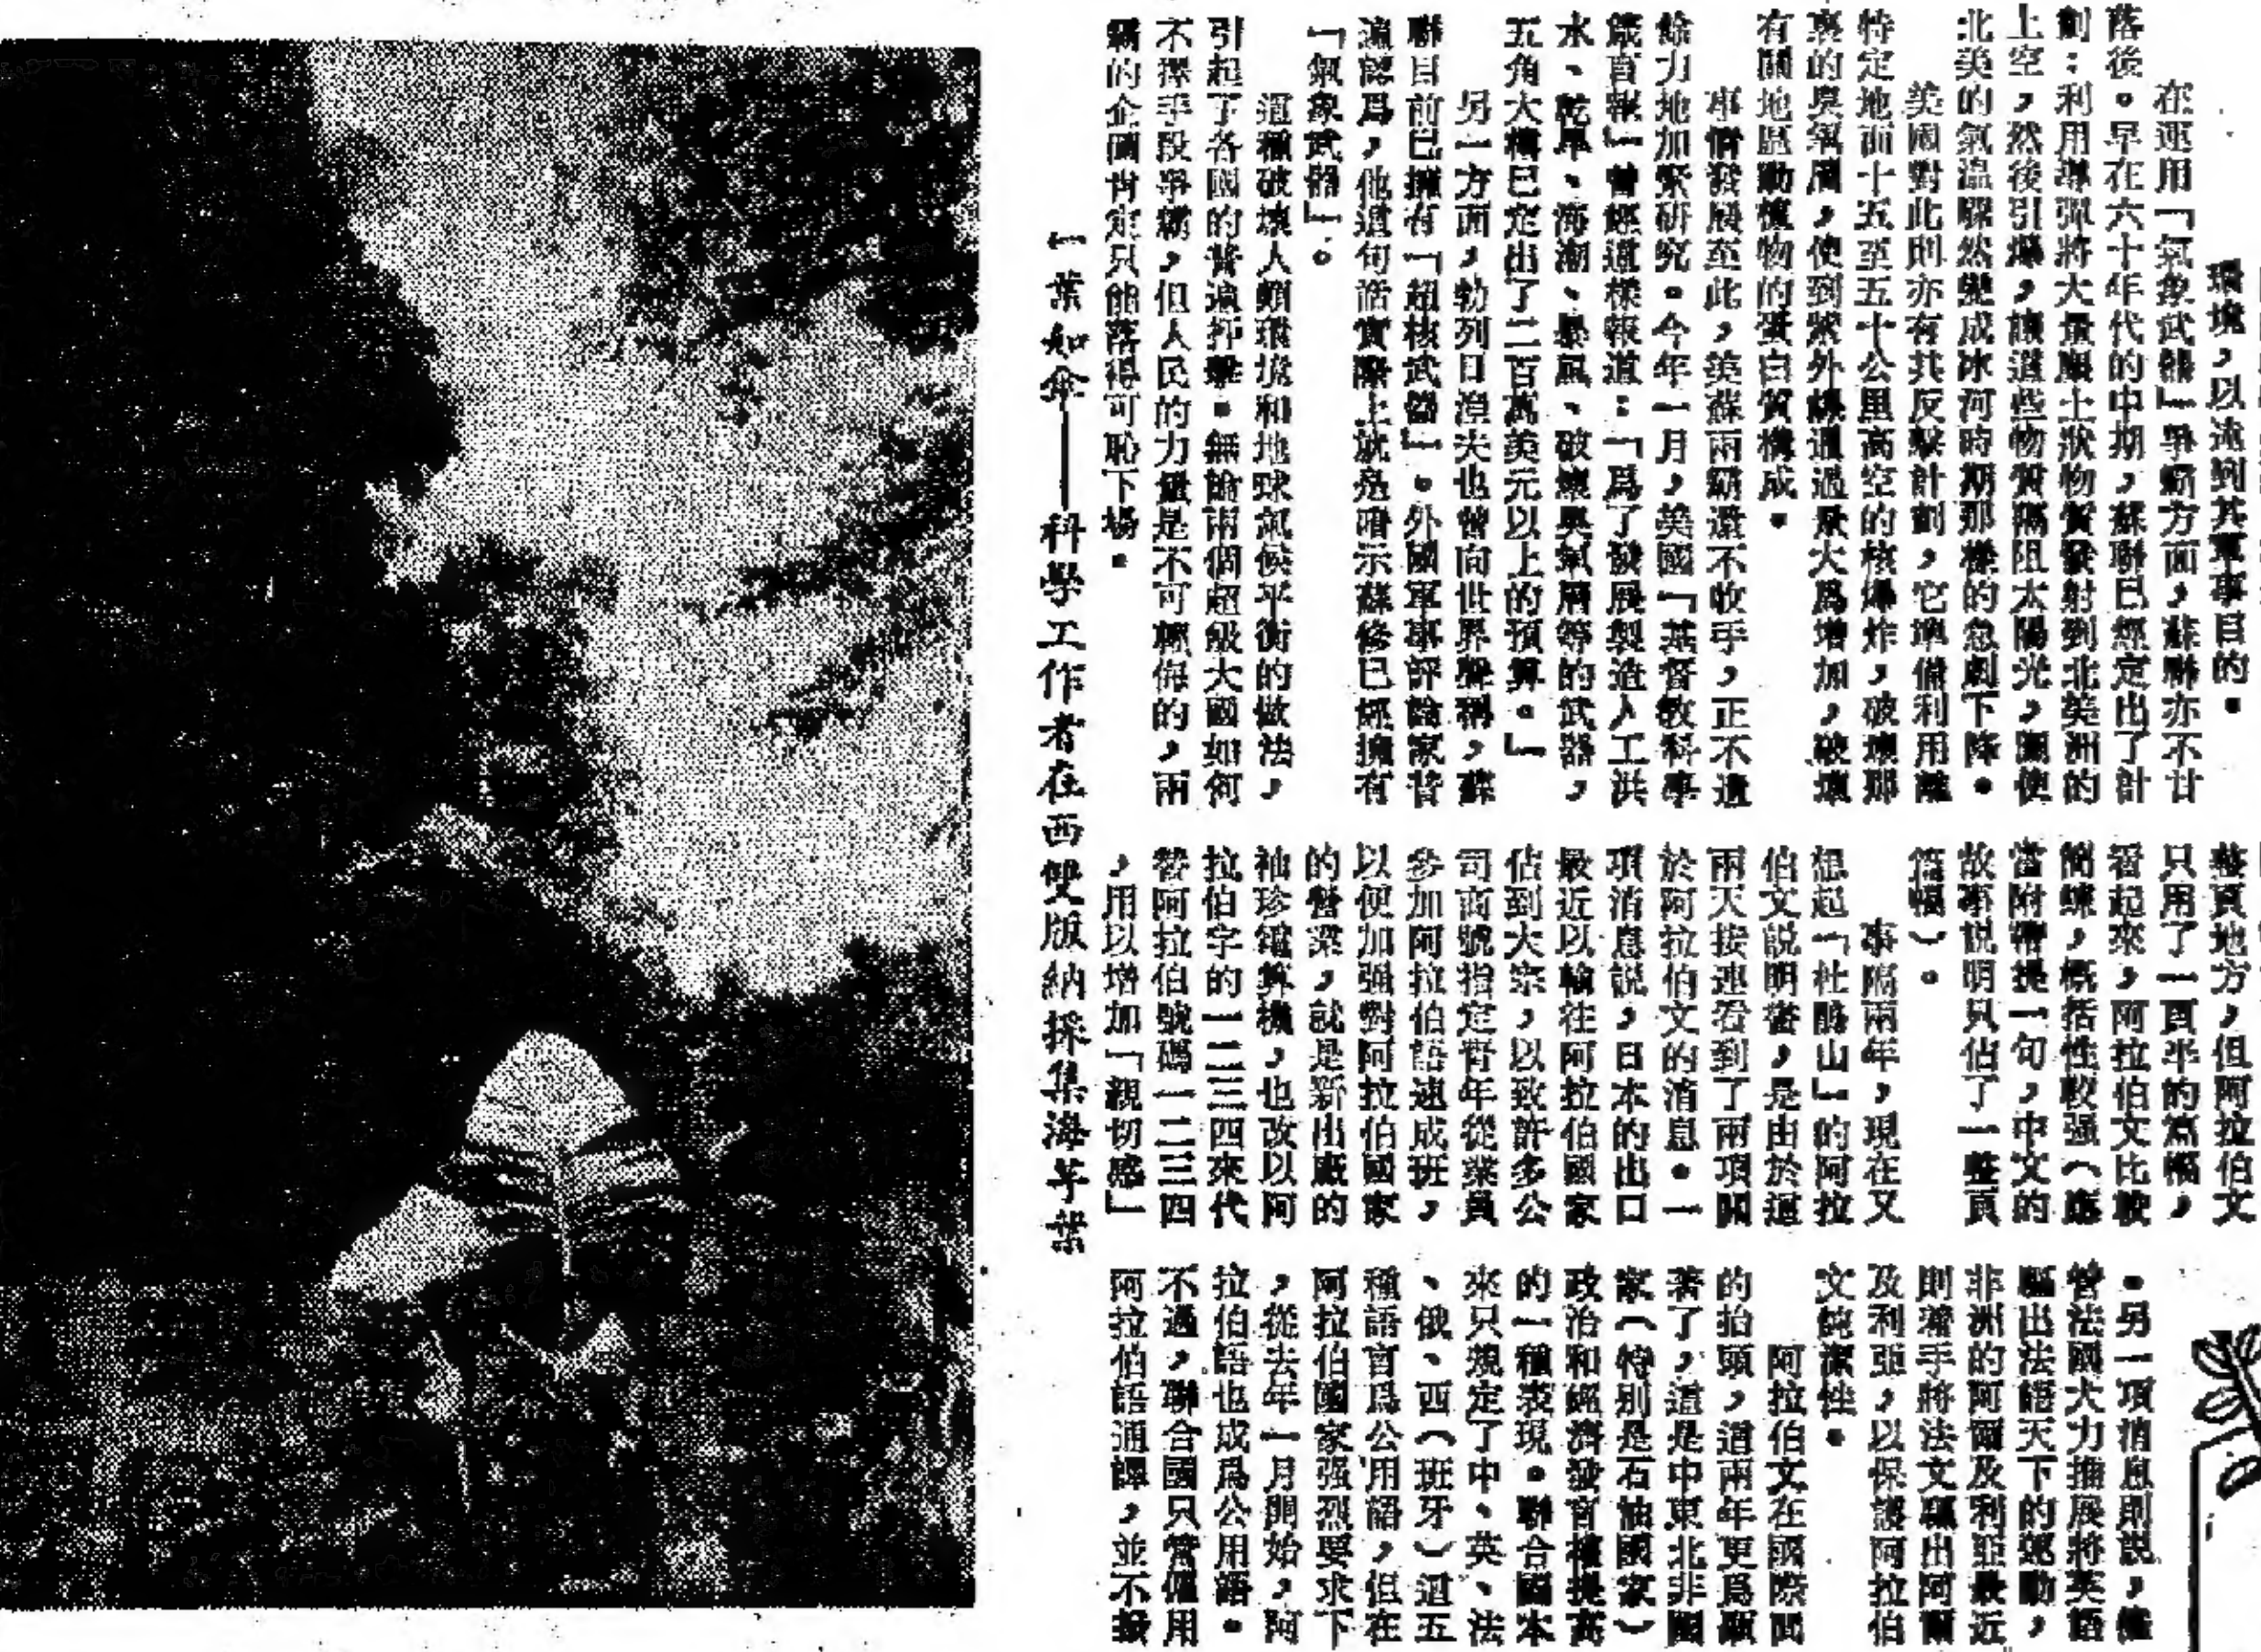 環境，以達到其軍事目的。
在運用「氣象武器」爭霸方面，蘇聯亦不甘
落後。早在六十年代的中期，蘇聯已經定出了計
劃：利用導彈將大量塵土狀物質發射到北美洲的
上空，然後引爆，讓這些物質隔阻太陽光，圖使
北美的氣溫驟然變成冰河時期那樣的急劇下降。
美國對此則亦有其反擊計劃，它準備利用離
特定地面十五至五十公里高空的核爆炸，破壞那
裏的臭氧層，使到紫外線通過量大爲增加，破壞
有關地區動植物的蛋白質構成。
事情發展至此，美蘇兩霸還不收手，正不遺
餘力地加緊研究。今年一月，美國「基督教科學
箴言報」曾經這樣報道：「爲了發展製造人工洪
水、乾旱、海潮、暴風、破壞臭氧層等的武器，
五角大樓已定出了二百萬美元以上的預算。」
另一方面，勃列日湼夫也曾向世界聲稱，蘇
聯目前已擁有「超核武器」。外國軍事評論家皆
認爲，他這句話實際上就是暗示蘇修已經擁有
「氣象武器」。
這種破壞人類環境和地球氣候平衡的做法，
引起了各國的普遍抨擊。無論兩個超級大國如何
不擇手段爭霸，但人民的力量是不可輕侮的，兩
霸的企圖肯定只能落得可恥下場。
一葉如傘——科學工作者在西雙版納採集海芋葉
整頁地方，但阿拉伯文
只用了一頁半的篇幅，
看起來，阿拉伯文比較
簡練，概括性較强（應
當附帶提一句，中文的
故事説明只佔了一整頁
篇幅）。
事隔兩年，現在又
想起「杜鵑山」的阿拉
伯文説明書，是由於這
兩天接連看到了兩項關
於阿拉伯文的消息。一
項消息説，日本的出口
最近以輸往阿拉伯國家
佔到大宗，以致許多公
司商號指定青年從業員
參加阿拉伯語速成班，
以便加强對阿拉伯國家
的營業，就是新出廠的
袖珍電算機，也改以阿
拉伯字的一二三四來代
替阿拉伯號碼一二三四
，用以增加「親切感」
。另一項消息則説，儘
管法國大力推展將英語
驅出法語天下的運動，
非洲的阿爾及利亞最近
則着手將法文驅出阿爾
及利亞，以保護阿拉伯
文純潔性。
阿拉伯文在國際間
的抬頭，這兩年更爲顯
著了，這是中東北非國
家（特別是石油國家）
政治和經濟發言權提高
的一種表現。聯合國本
來只規定了中、英、法
、俄、西（班牙）這五
種語言爲公用語，但在
阿拉伯國家强烈要求下
，從去年一月開始，阿
拉伯語也成爲公用語。
不過，聯合國只實僱用
阿拉伯語通譯，並不